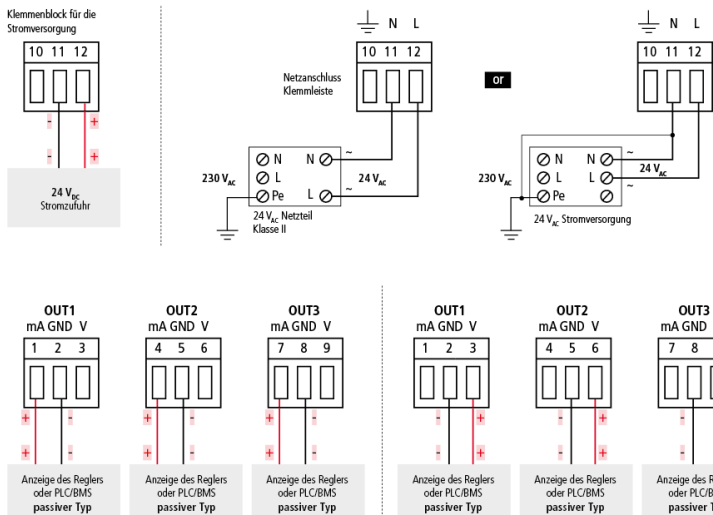 Klemmenblock für die
Stromversorgung
10 11 12
- +
- +
24 VDC
Stromzufuhr
N L
10 11 12
Netzanschluss
Klemmleiste
N N ~
230 VAC L 24 VAC
Pe L ~
24 VAC Netzteil
Klasse II
or
N L
10 11 12
~
N N
24 VAC
230 VAC L L ~
Pe ~
24 VAC Stromversorgung
OUT1
mA GND V
1 2 3
+ -
+ -
Anzeige des Reglers
oder PLC/BMS
passiver Typ
OUT2
mA GND V
4 5 6
+ -
+ -
Anzeige des Reglers
oder PLC/BMS
passiver Typ
OUT3
mA GND V
7 8 9
+ -
+ -
Anzeige des Reglers
oder PLC/BMS
passiver Typ
OUT1
mA GND V
1 2 3
- +
- +
Anzeige des Reglers
oder PLC/BMS
passiver Typ
OUT2
mA GND V
4 5 6
- +
- +
Anzeige des Reglers
oder PLC/BMS
passiver Typ
OUT3
mA GND
7 8
-
-
Anzeige des
oder PLC/
passiver